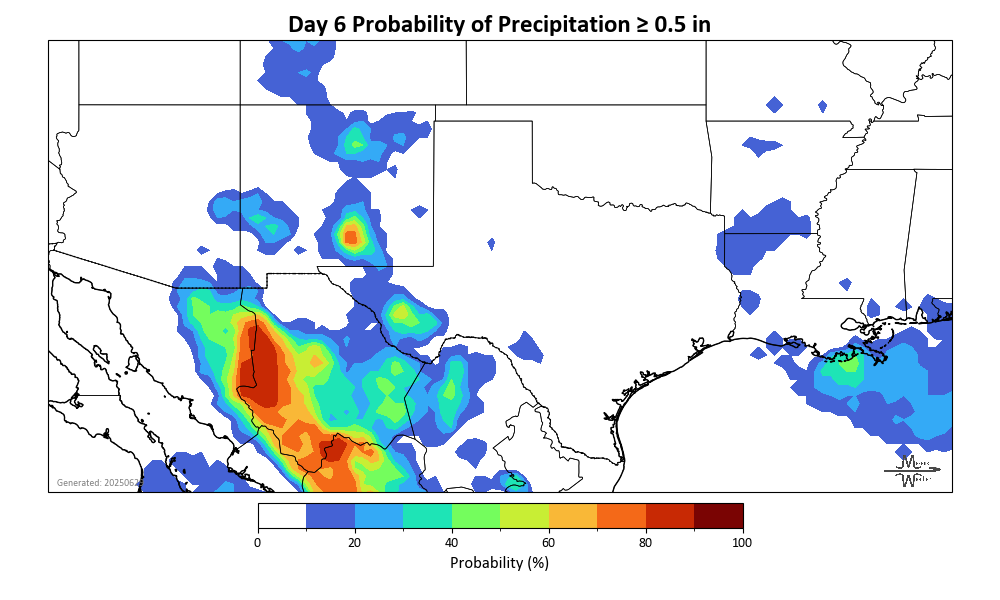 Day 6 Probability of Precipitation ≥ 0.5 in
Generated: 2025062
0 20 40 60 80 100
Probability (%)